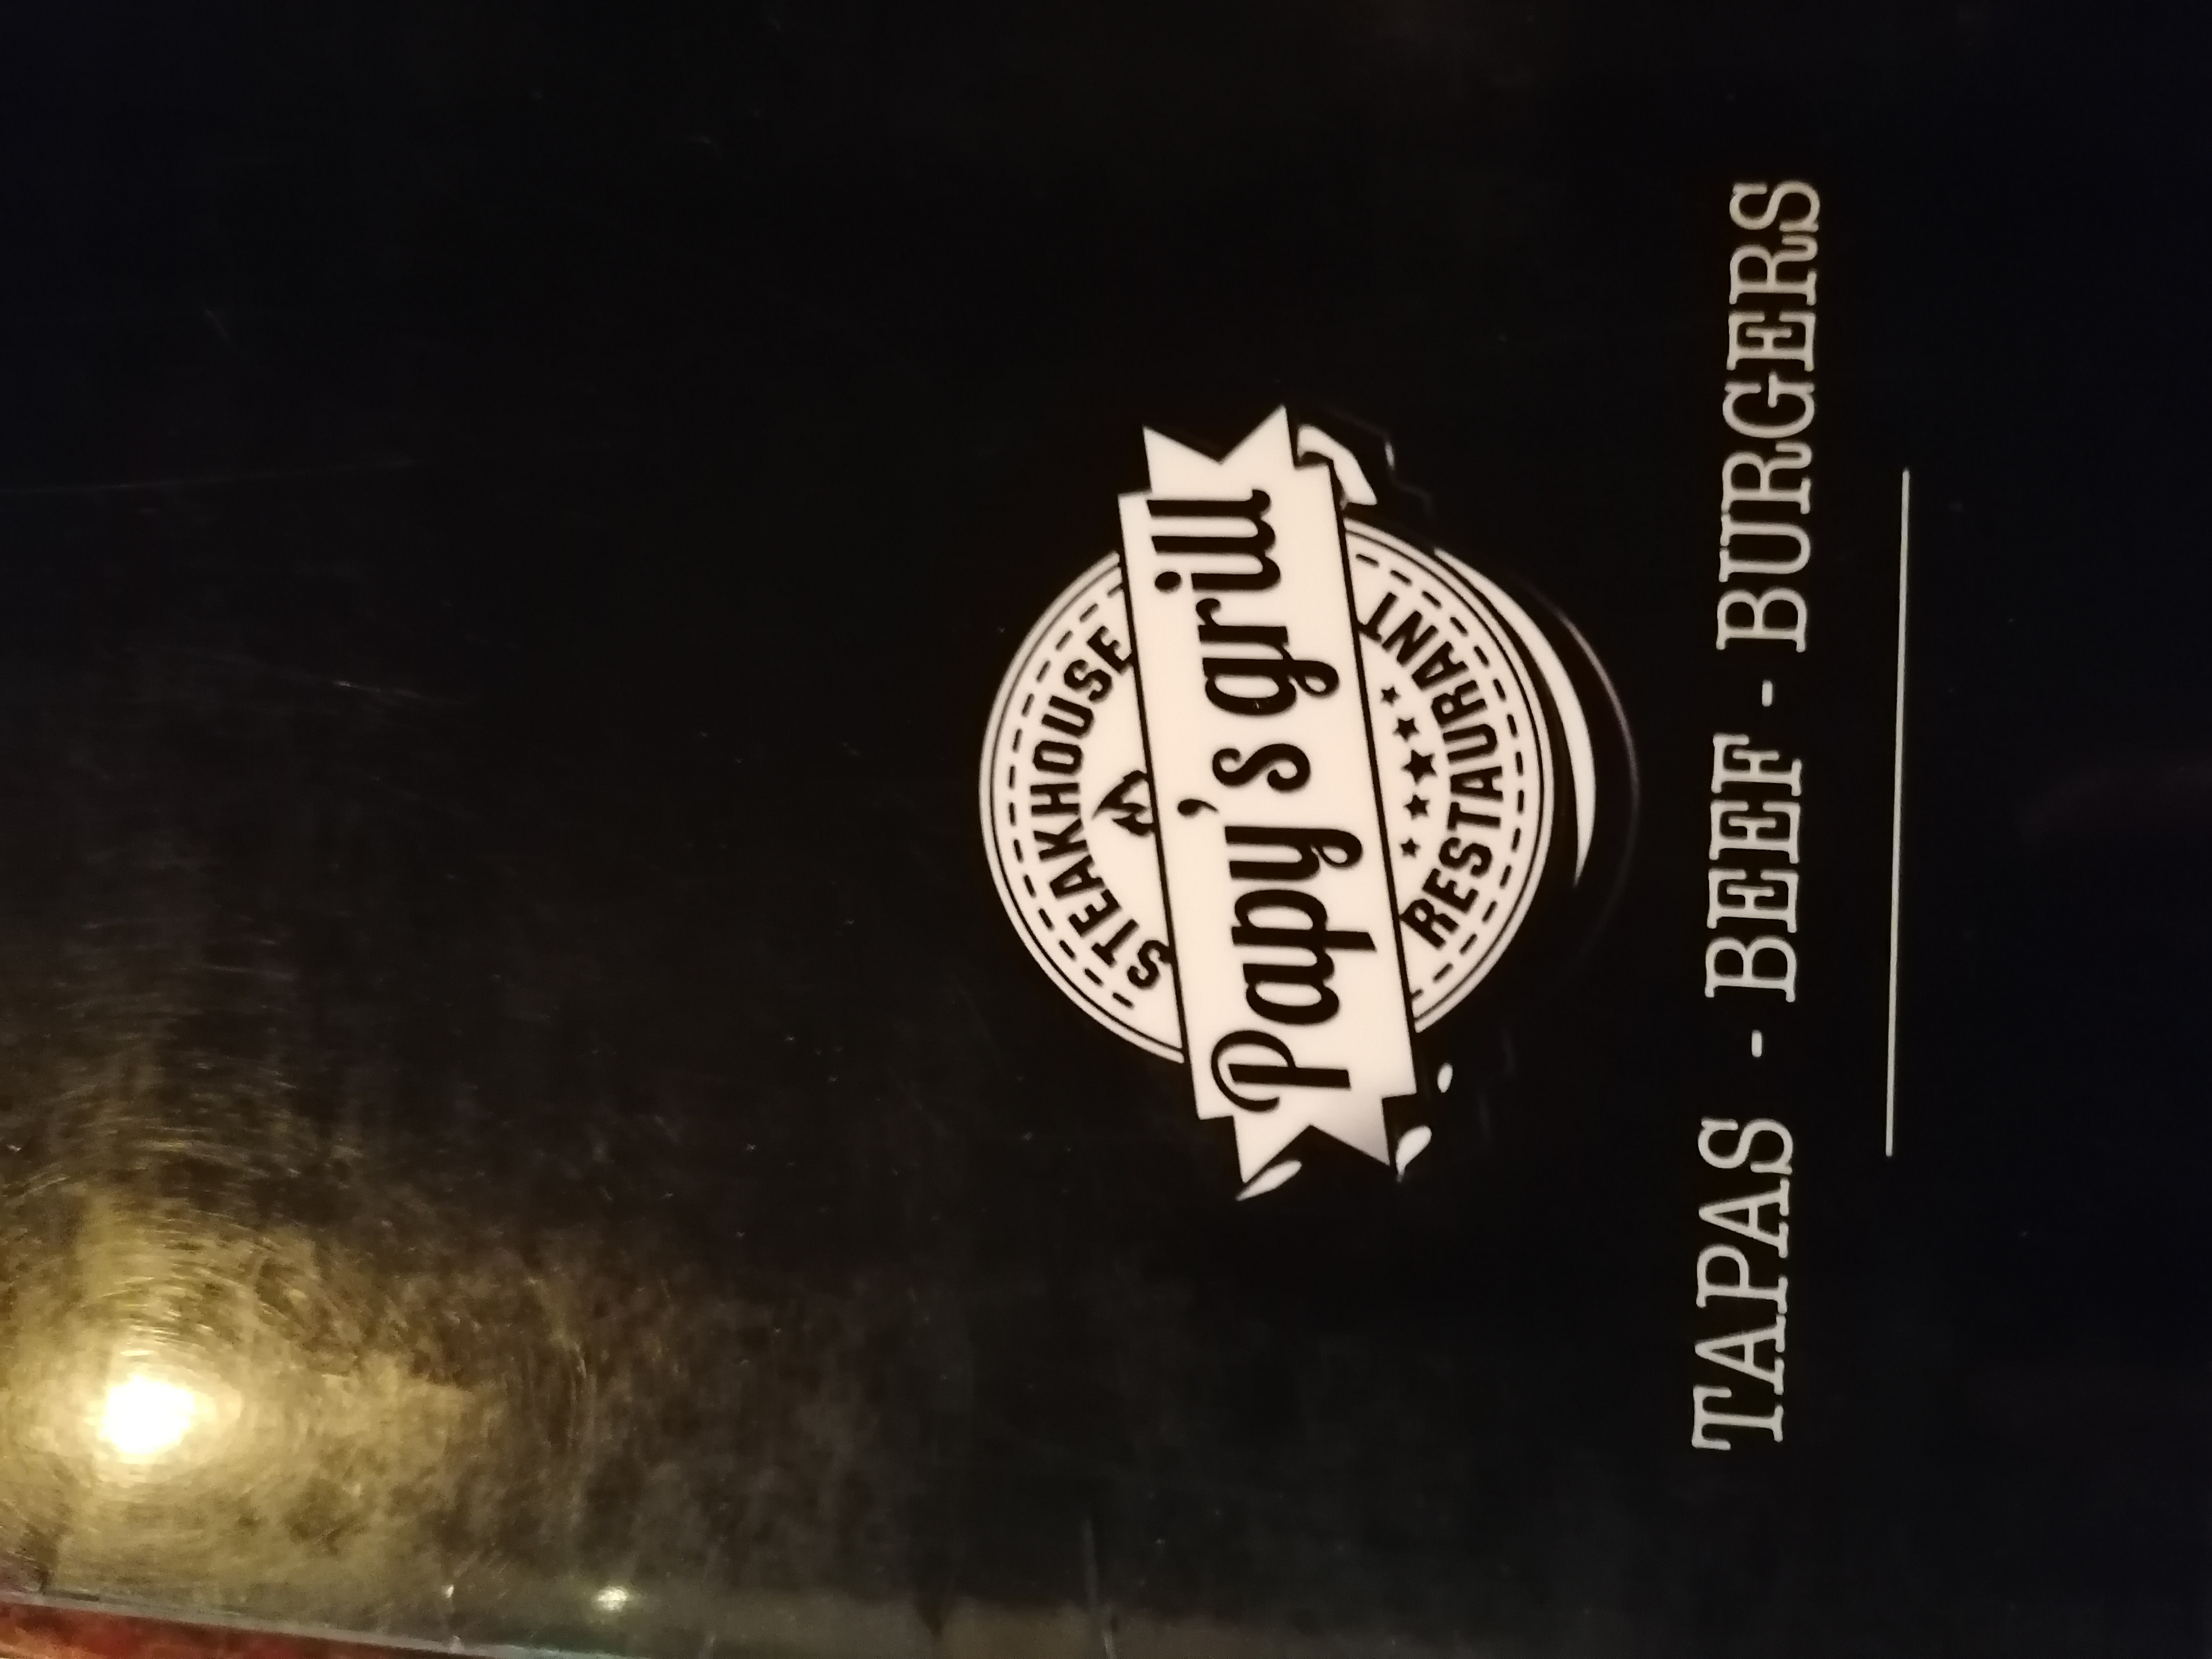 STEAKHOUSE
Papy's grill
RESTAURANT
TAPAS - BEEF - BURGERS